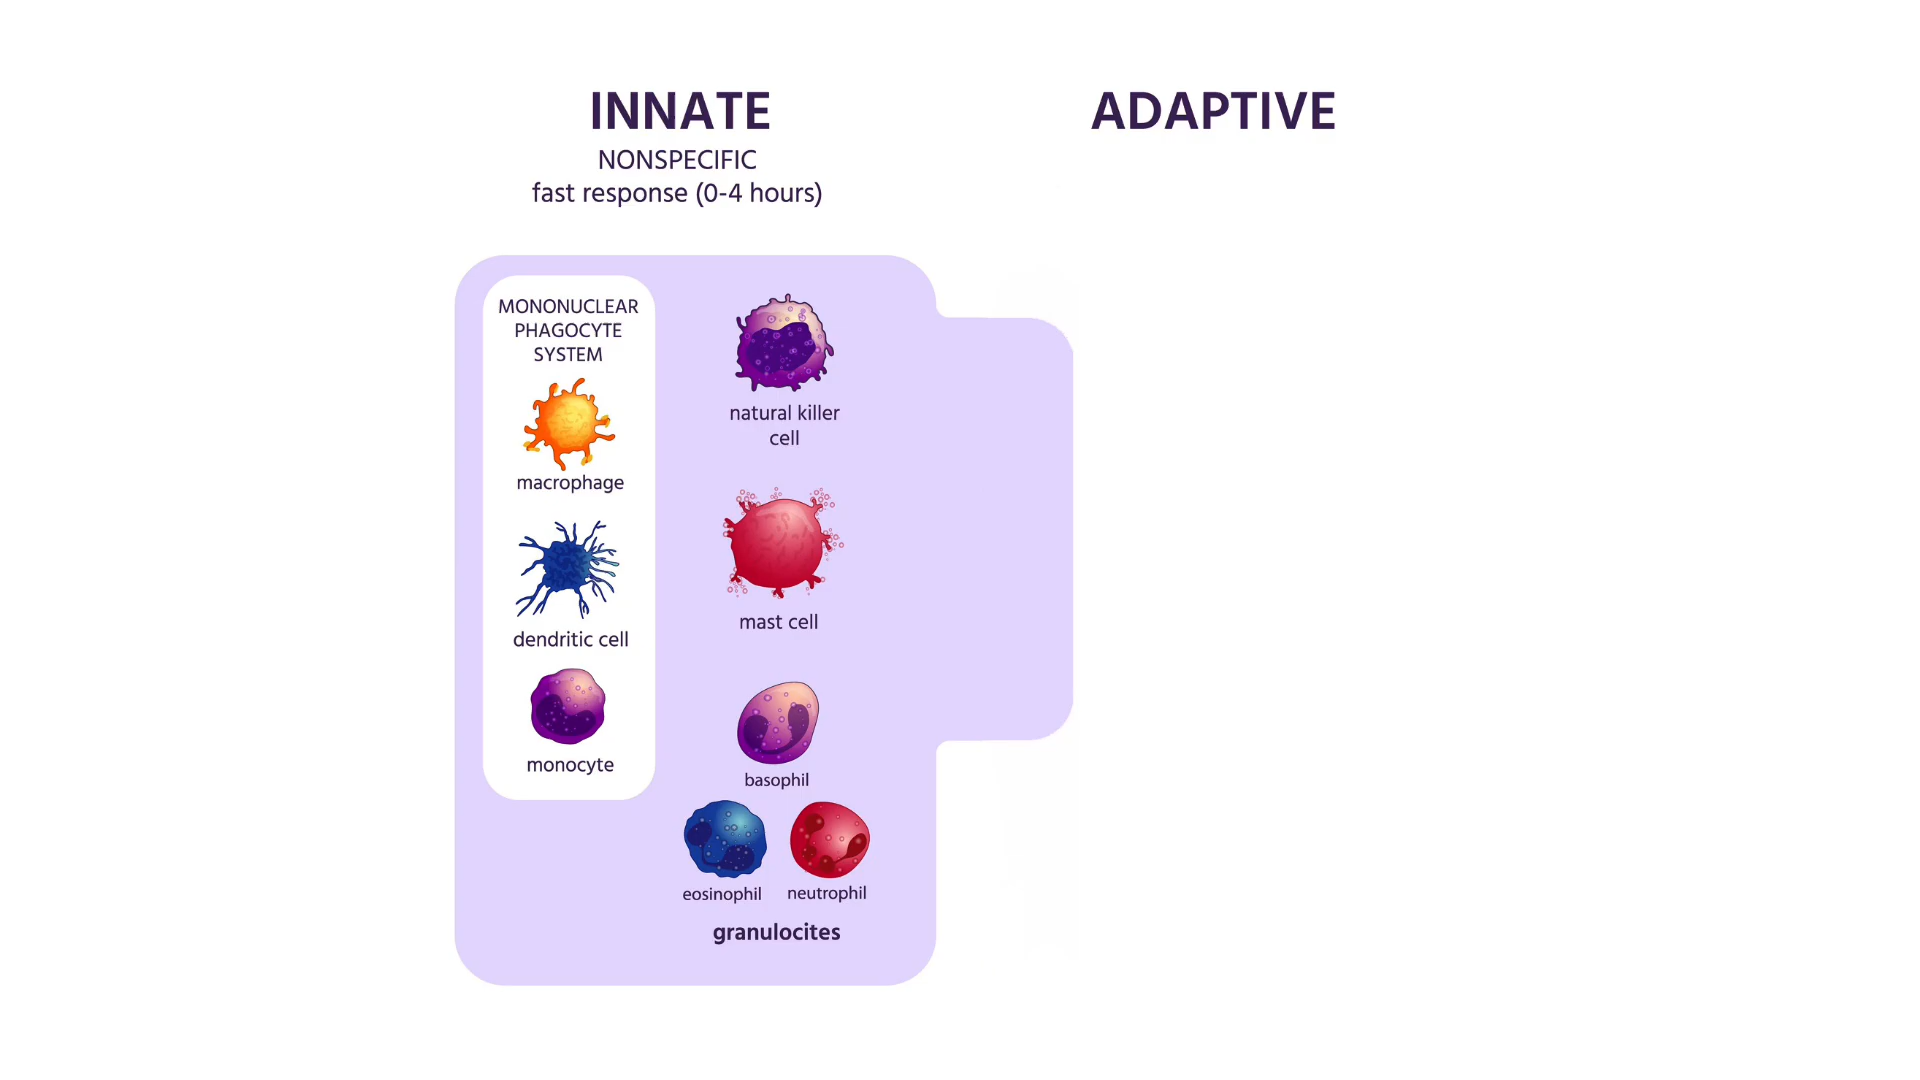 INNATE
NONSPECIFIC
fast response (0-4 hours)
ADAPTIVE
MONONUCLEAR
PHAGOCYTE
SYSTEM
macrophage
dendritic cell
monocyte
natural killer
cell
mast cell
basophil
eosinophil
neutrophil
granulocites